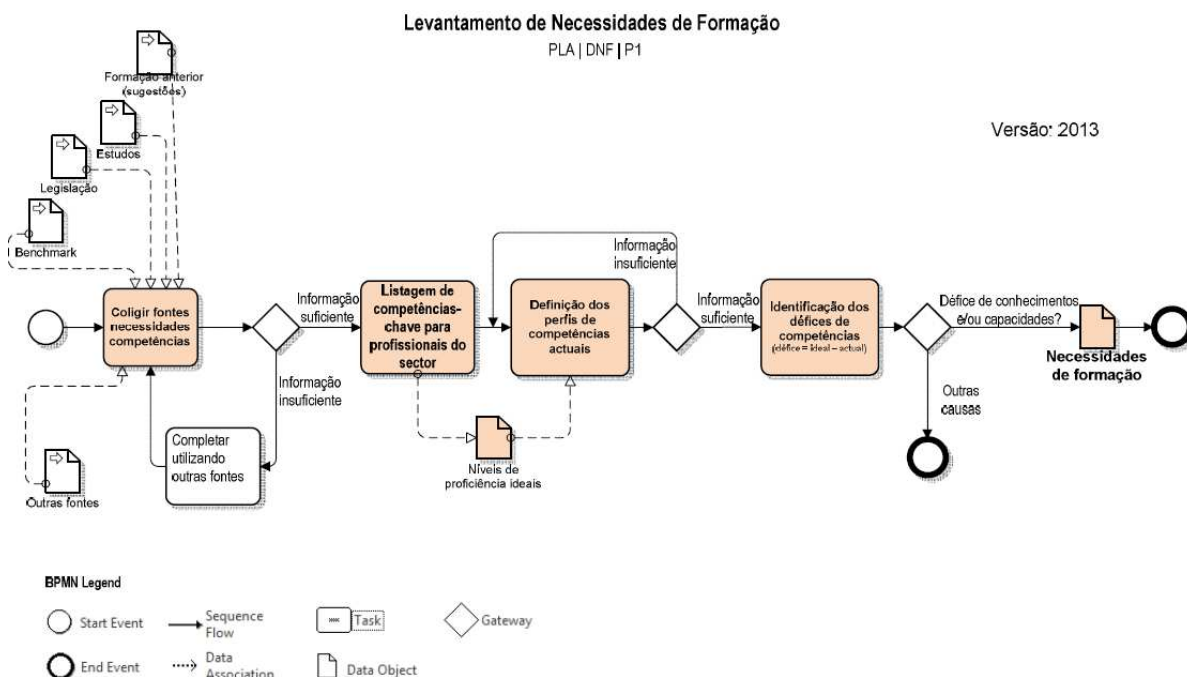 Levantamento de Necessidades de Formação
PLA | DNF | P1
Versão: 2013
Formação anterior
(sugestões)
Estudos
Legislação
Benchmark
Coligir fontes
necessidades
competências
Informação
suficiente
Informação
insuficiente
Completar
utilizando
outras fontes
Outras fontes
Listagem de
competências-
chave para
profissionais do
sector
Níveis de
proficiência ideais
Definição dos
perfis de
competências
actuais
Informação
insuficiente
Informação
suficiente
Identificação dos
défices de
competências
(défice = ideal – actual)
Défice de conhecimentos
e/ou capacidades?
Necessidades
de formação
Outras
causas
BPMN Legend
Start Event
Sequence
Flow
Task
Gateway
End Event
Data
Association
Data Object